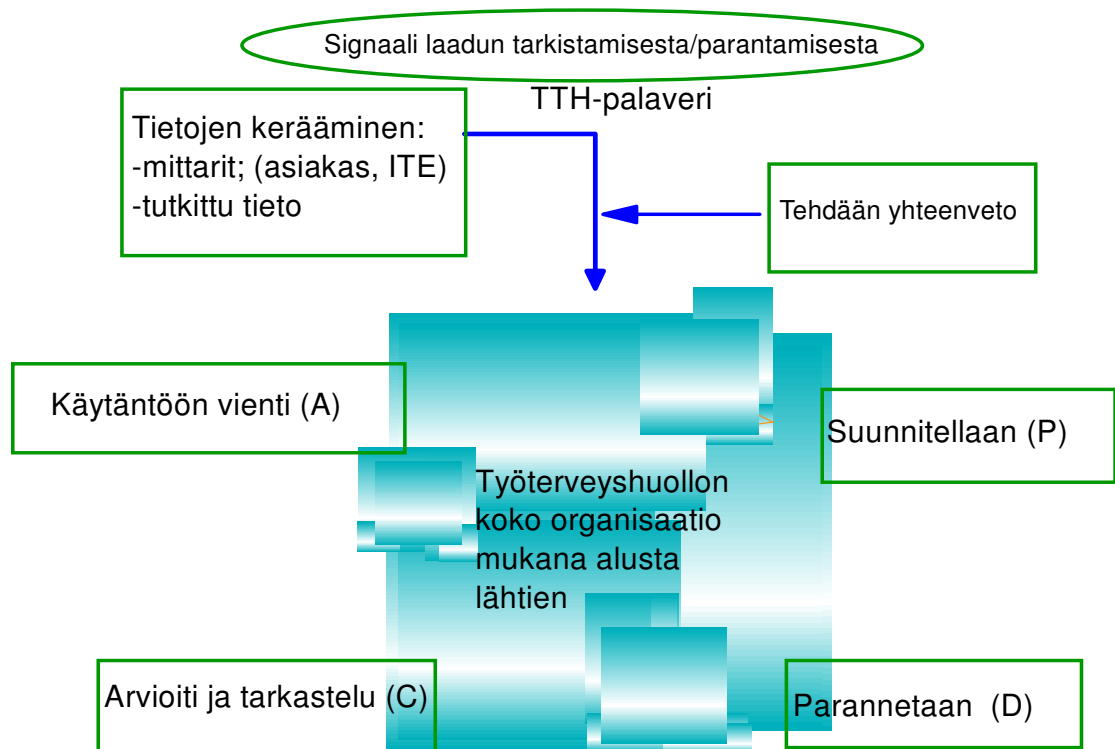 Signaali laadun tarkistamisesta/parantamisesta
TTH-palaveri
Tietojen kerääminen:
-mittarit; (asiakas, ITE)
-tutkittu tieto
Tehdään yhteenveto
Käytäntöön vienti (A)
Suunnitellaan (P)
Työterveyshuollon
koko organisaatio
mukana alusta
lähtien
Arvioiti ja tarkastelu (C)
Parannetaan (D)